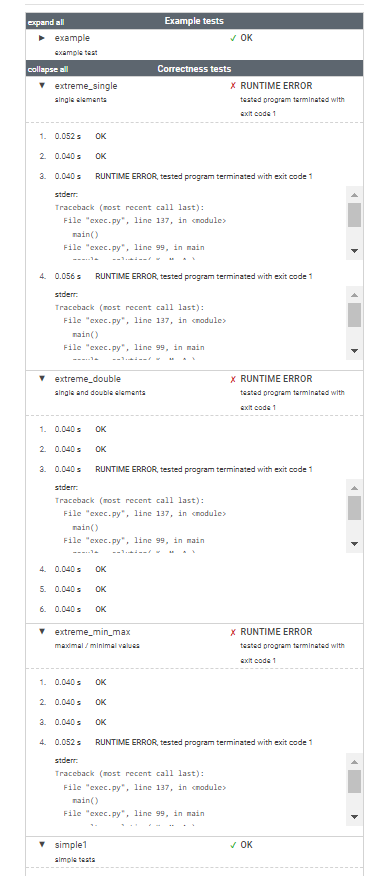 expand all Example tests
▶ example ✓ OK
example test
collapse all Correctness tests
▼ extreme_single ✗ RUNTIME ERROR
single elements tested program terminated with
exit code 1
1. 0.052 s OK
2. 0.040 s OK
3. 0.040 s RUNTIME ERROR, tested program terminated with exit code 1
stderr:
Traceback (most recent call last):
File "exec.py", line 137, in <module>
main()
File "exec.py", line 99, in main
4. 0.056 s RUNTIME ERROR, tested program terminated with exit code 1
stderr:
Traceback (most recent call last):
File "exec.py", line 137, in <module>
main()
File "exec.py", line 99, in main
▼ extreme_double ✗ RUNTIME ERROR
single and double elements tested program terminated with
exit code 1
1. 0.040 s OK
2. 0.040 s OK
3. 0.040 s RUNTIME ERROR, tested program terminated with exit code 1
stderr:
Traceback (most recent call last):
File "exec.py", line 137, in <module>
main()
File "exec.py", line 99, in main
4. 0.040 s OK
5. 0.040 s OK
6. 0.040 s OK
▼ extreme_min_max ✗ RUNTIME ERROR
maximal / minimal values tested program terminated with
exit code 1
1. 0.040 s OK
2. 0.040 s OK
3. 0.040 s OK
4. 0.052 s RUNTIME ERROR, tested program terminated with exit code 1
stderr:
Traceback (most recent call last):
File "exec.py", line 137, in <module>
main()
File "exec.py", line 99, in main
▼ simple1 ✓ OK
simple tests